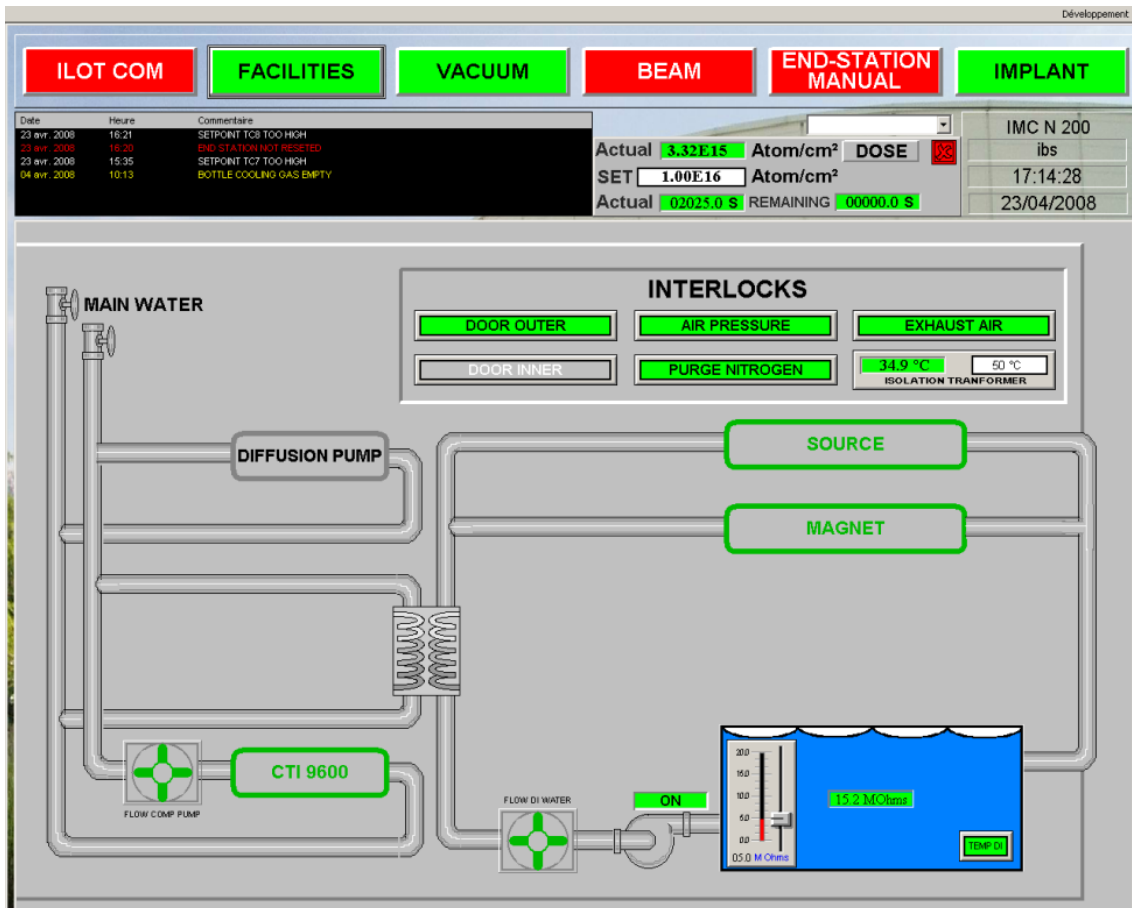 Développement
ILOT COM
FACILITIES
VACUUM
BEAM
END-STATION
MANUAL
IMPLANT
Date Heure Commentaire
23 avr. 2008 16:21 SETPOINT TC8 TOO HIGH
23 avr. 2008 16:20 END STATION NOT RESETED
23 avr. 2008 15:35 SETPOINT TC7 TOO HIGH
04 avr. 2008 10:13 BOTTLE COOLING GAS EMPTY
Actual 3.32E15 Atom/cm² DOSE
SET 1.00E16 Atom/cm²
Actual 02025.0 S REMAINING 00000.0 S
IMC N 200
ibs
17:14:28
23/04/2008
MAIN WATER
INTERLOCKS
DOOR OUTER
AIR PRESSURE
EXHAUST AIR
DOOR INNER
PURGE NITROGEN
34.9 °C 50 °C
ISOLATION TRANFORMER
DIFFUSION PUMP
SOURCE
MAGNET
CTI 9600
FLOW COMP PUMP
FLOW DI WATER
ON
20.0
15.0
10.0
5.0
0.0
05.0 M Ohms
15.2 MOhms
TEMP DI